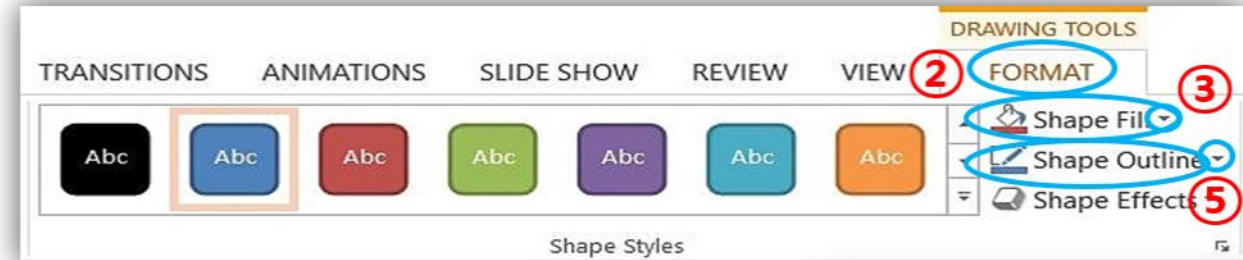 DRAWING TOOLS
TRANSITIONS ANIMATIONS SLIDE SHOW REVIEW VIEW ② FORMAT
③
Abc Abc Abc Abc Abc Abc Abc Shape Fill
Shape Outline
Shape Effects ⑤
Shape Styles